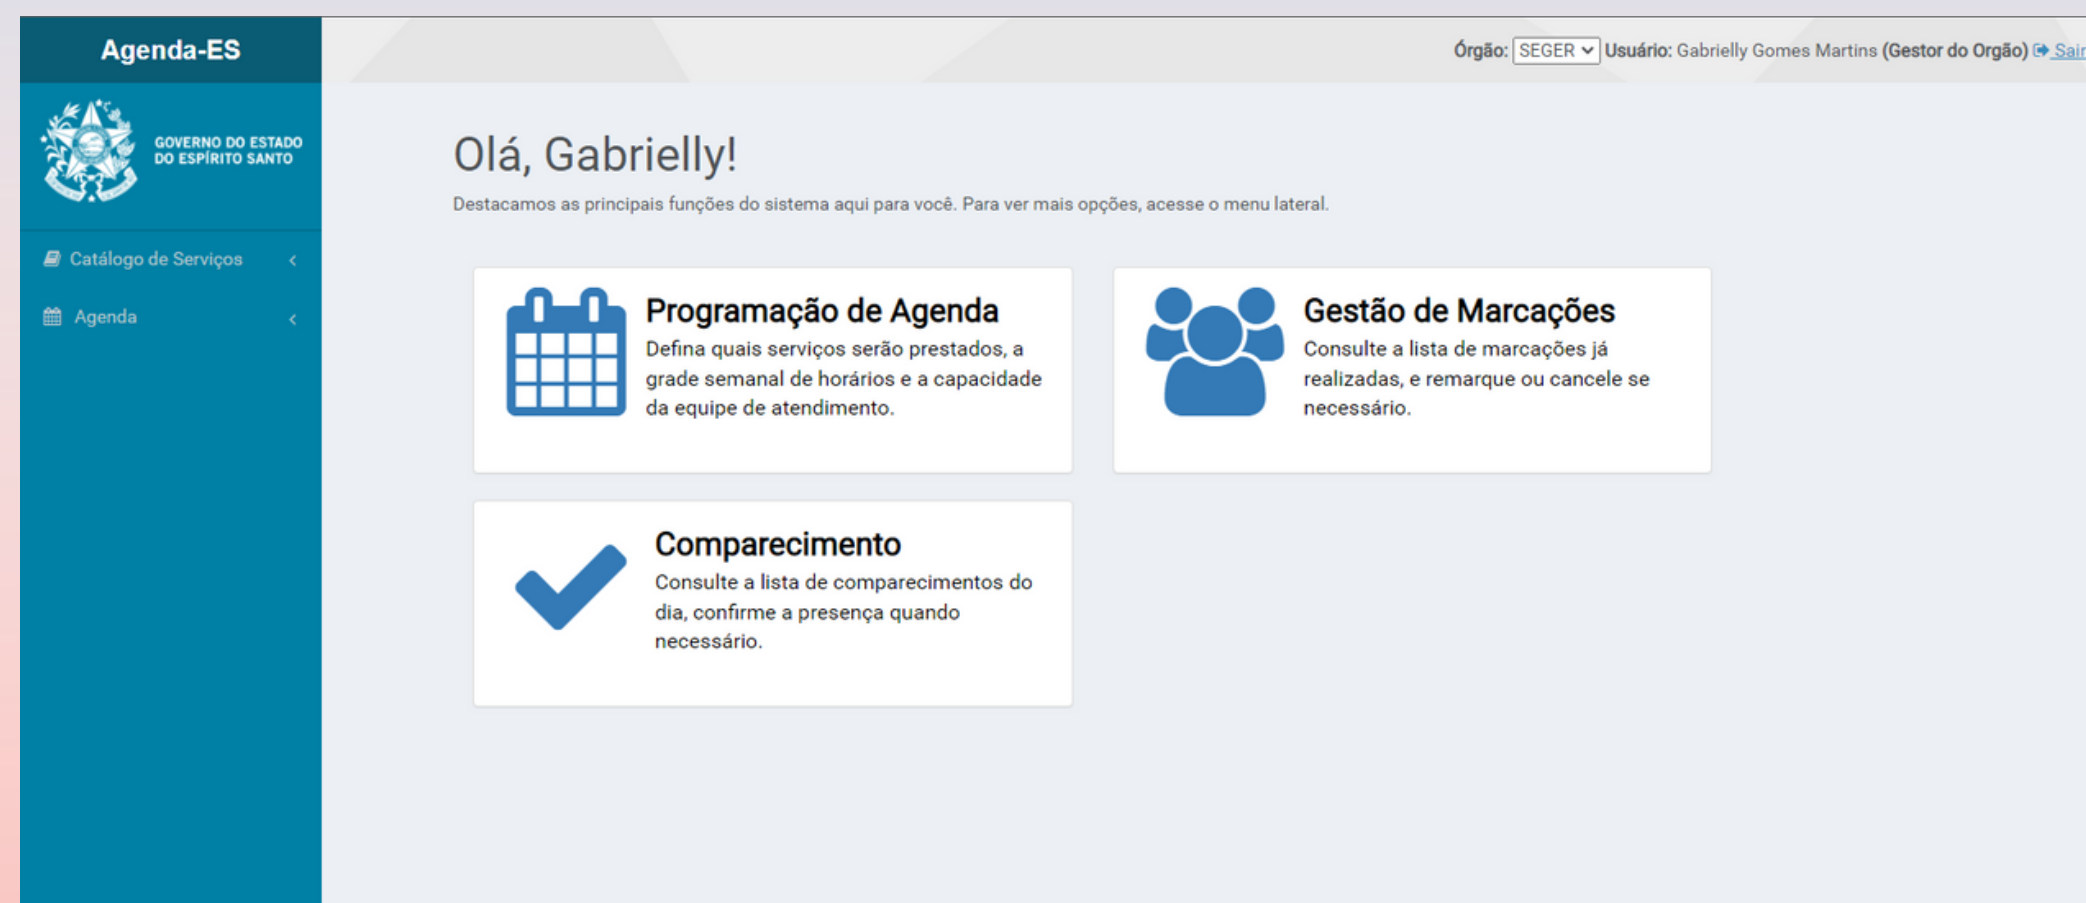 Agenda-ES
Órgão: SEGER Usuário: Gabrielly Gomes Martins (Gestor do Orgão) Sair
GOVERNO DO ESTADO
DO ESPÍRITO SANTO
Catálogo de Serviços
Agenda
Olá, Gabrielly!
Destacamos as principais funções do sistema aqui para você. Para ver mais opções, acesse o menu lateral.
Programação de Agenda
Defina quais serviços serão prestados, a
grade semanal de horários e a capacidade
da equipe de atendimento.
Gestão de Marcações
Consulte a lista de marcações já
realizadas, e remarque ou cancele se
necessário.
Comparecimento
Consulte a lista de comparecimentos do
dia, confirme a presença quando
necessário.